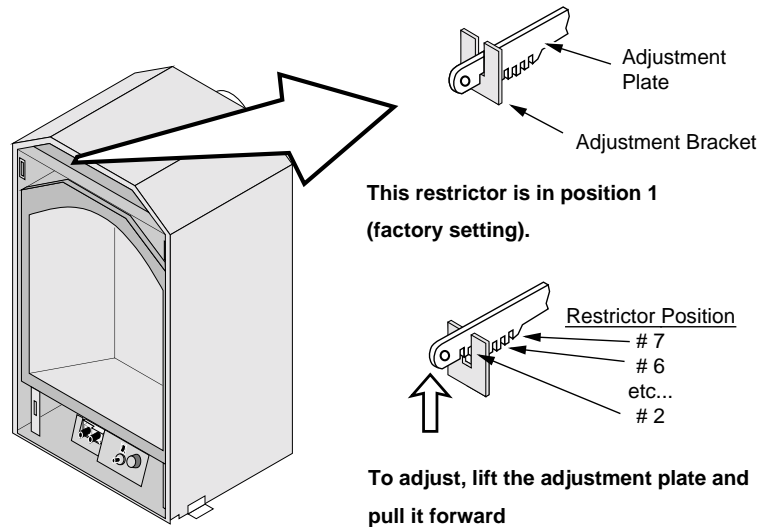 Adjustment
Plate
Adjustment Bracket
This restrictor is in position 1
(factory setting).
Restrictor Position
# 7
# 6
etc...
# 2
To adjust, lift the adjustment plate and
pull it forward